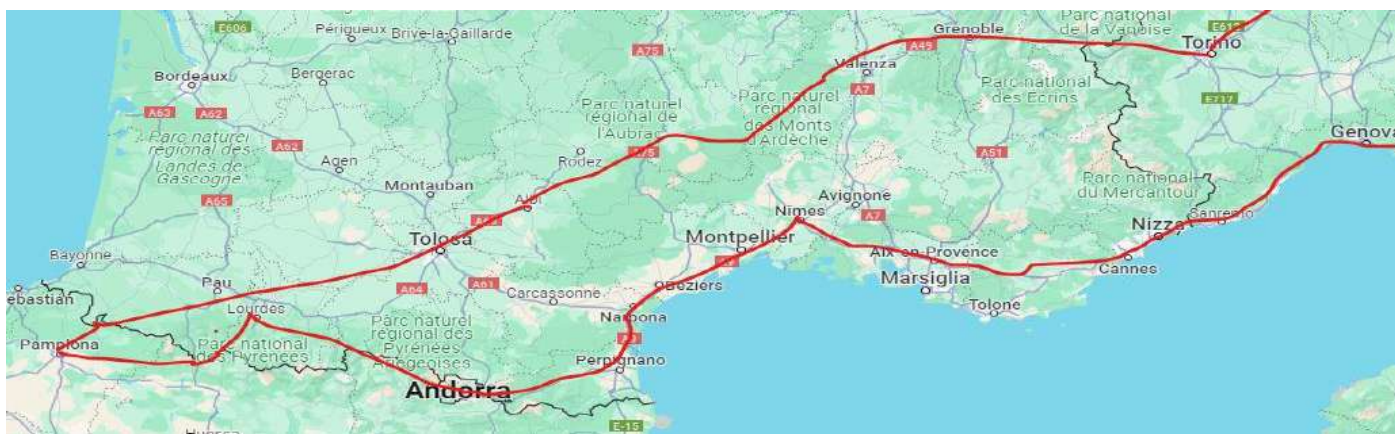 E606
Périgueux
Brive-la-Gaillarde
A75
Parc national
de la Vanoise
E612
A49
Grenoble
Torino
Bordeaux
Bergerac
Valenza
A63
A62
Parc naturel
régional de
l'Aubrac
Parc naturel
régional
des Monts
d'Ardèche
A7
Parc national
des Écrins
E717
Parc naturel
régional des
Landes de
Gascogne
A62
Agen
Rodez
A75
A51
Genova
A65
Montauban
Albi
Avignone
Parc national
du Mercantour
A68
Nîmes
A7
Nizza
Sanremo
Bayonne
Tolosa
Montpellier
A9
Aix-en-Provence
Cannes
Sebastian
Pau
A64
A61
Carcassonne
Béziers
Marsiglia
Tolone
Lourdes
Narbona
Pamplona
Parc national
des Pyrénées
Parc naturel
régional des
Pyrénées
Ariégeoises
A9
Perpignano
Andorra
E-15
Huesca